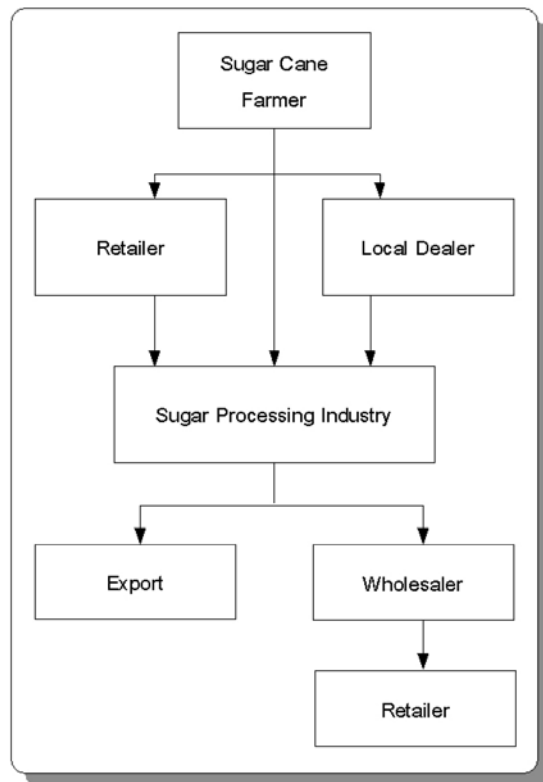 Sugar Cane
Farmer
Retailer
Local Dealer
Sugar Processing Industry
Export
Wholesaler
Retailer